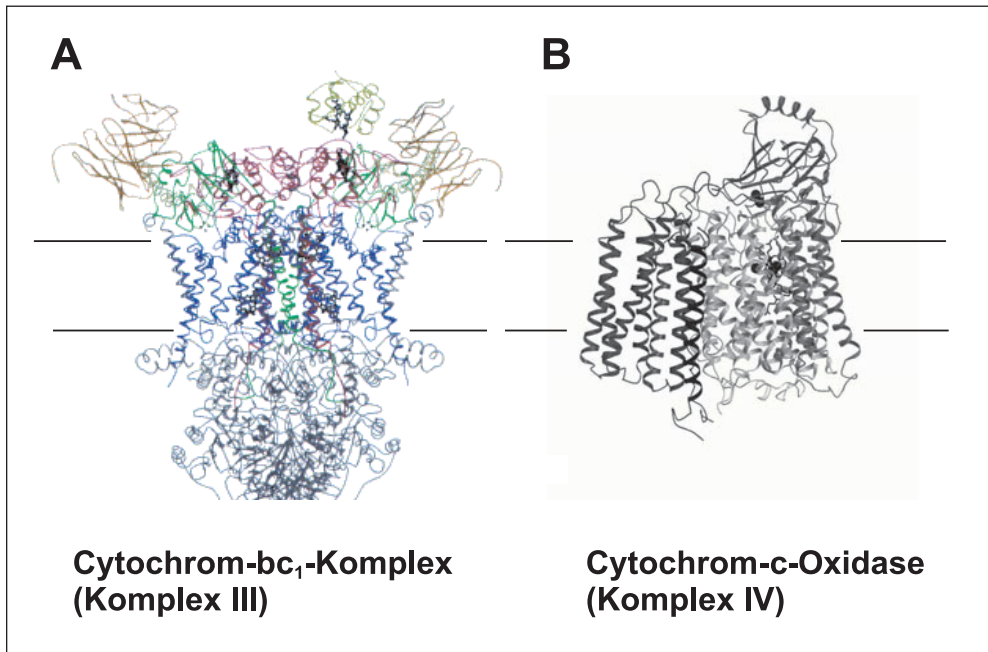 A
B
Cytochrom-bc₁-Komplex
(Komplex III)
Cytochrom-c-Oxidase
(Komplex IV)